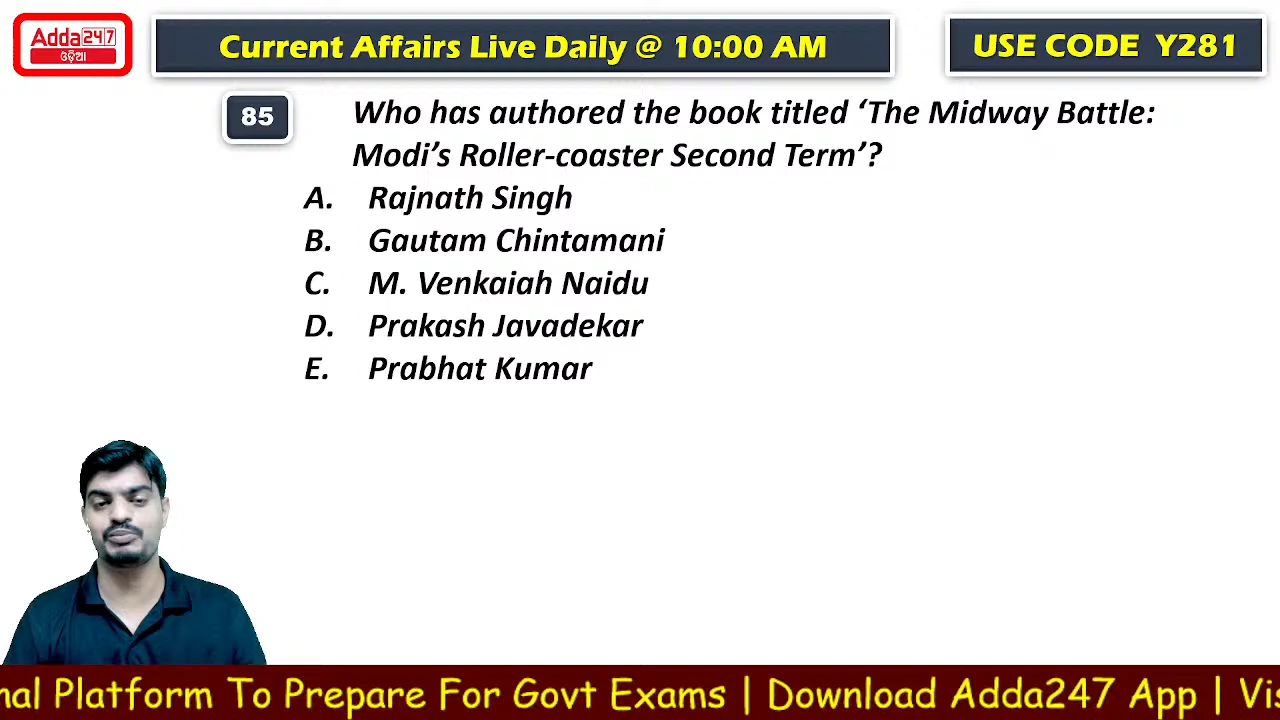 Adda247
ଓଡ଼ିଆ
Current Affairs Live Daily @ 10:00 AM
USE CODE Y281
85
Who has authored the book titled ‘The Midway Battle:
Modi’s Roller-coaster Second Term’?
A. Rajnath Singh
B. Gautam Chintamani
C. M. Venkaiah Naidu
D. Prakash Javadekar
E. Prabhat Kumar
nal Platform To Prepare For Govt Exams | Download Adda247 App | Vis